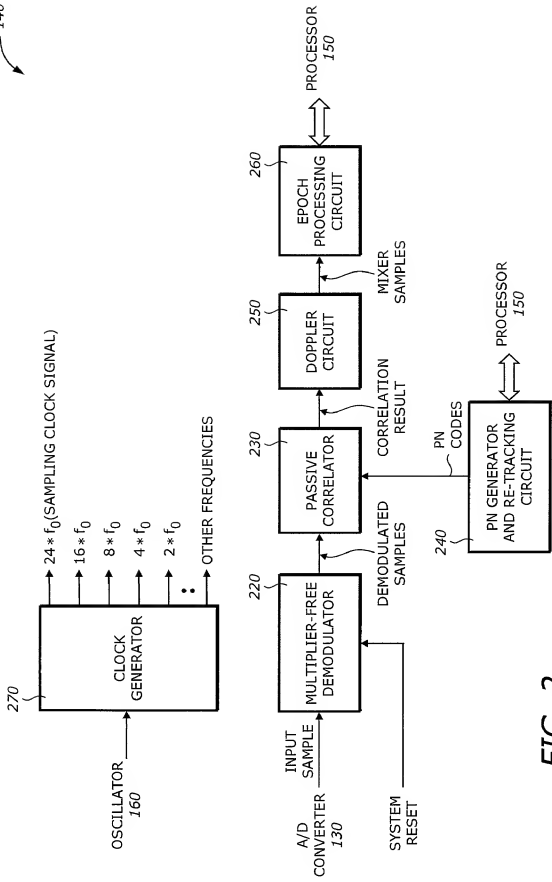 140
270
CLOCK
GENERATOR
OSCILLATOR
160
24 * f0(SAMPLING CLOCK SIGNAL)
16 * f0
8 * f0
4 * f0
2 * f0
OTHER FREQUENCIES
A/D
CONVERTER
130
INPUT
SAMPLE
220
MULTIPLIER-FREE
DEMODULATOR
SYSTEM
RESET
DEMODULATED
SAMPLES
230
PASSIVE
CORRELATOR
CORRELATION
RESULT
250
DOPPLER
CIRCUIT
MIXER
SAMPLES
260
EPOCH
PROCESSING
CIRCUIT
PROCESSOR
150
PN
CODES
240
PN GENERATOR
AND RE-TRACKING
CIRCUIT
PROCESSOR
150
FIG. 2